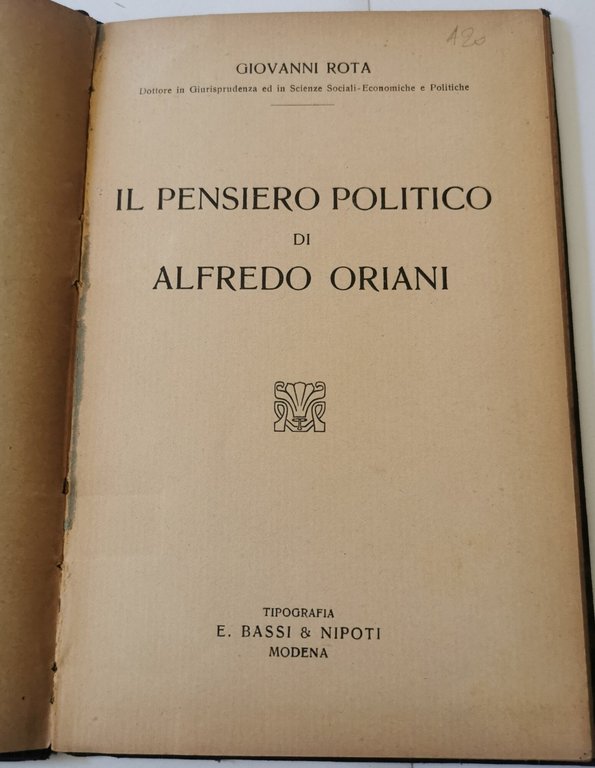 A20
GIOVANNI ROTA
Dottore in Giurisprudenza ed in Scienze Sociali-Economiche e Politiche
IL PENSIERO POLITICO
DI
ALFREDO ORIANI
TIPOGRAFIA
E. BASSI & NIPOTI
MODENA